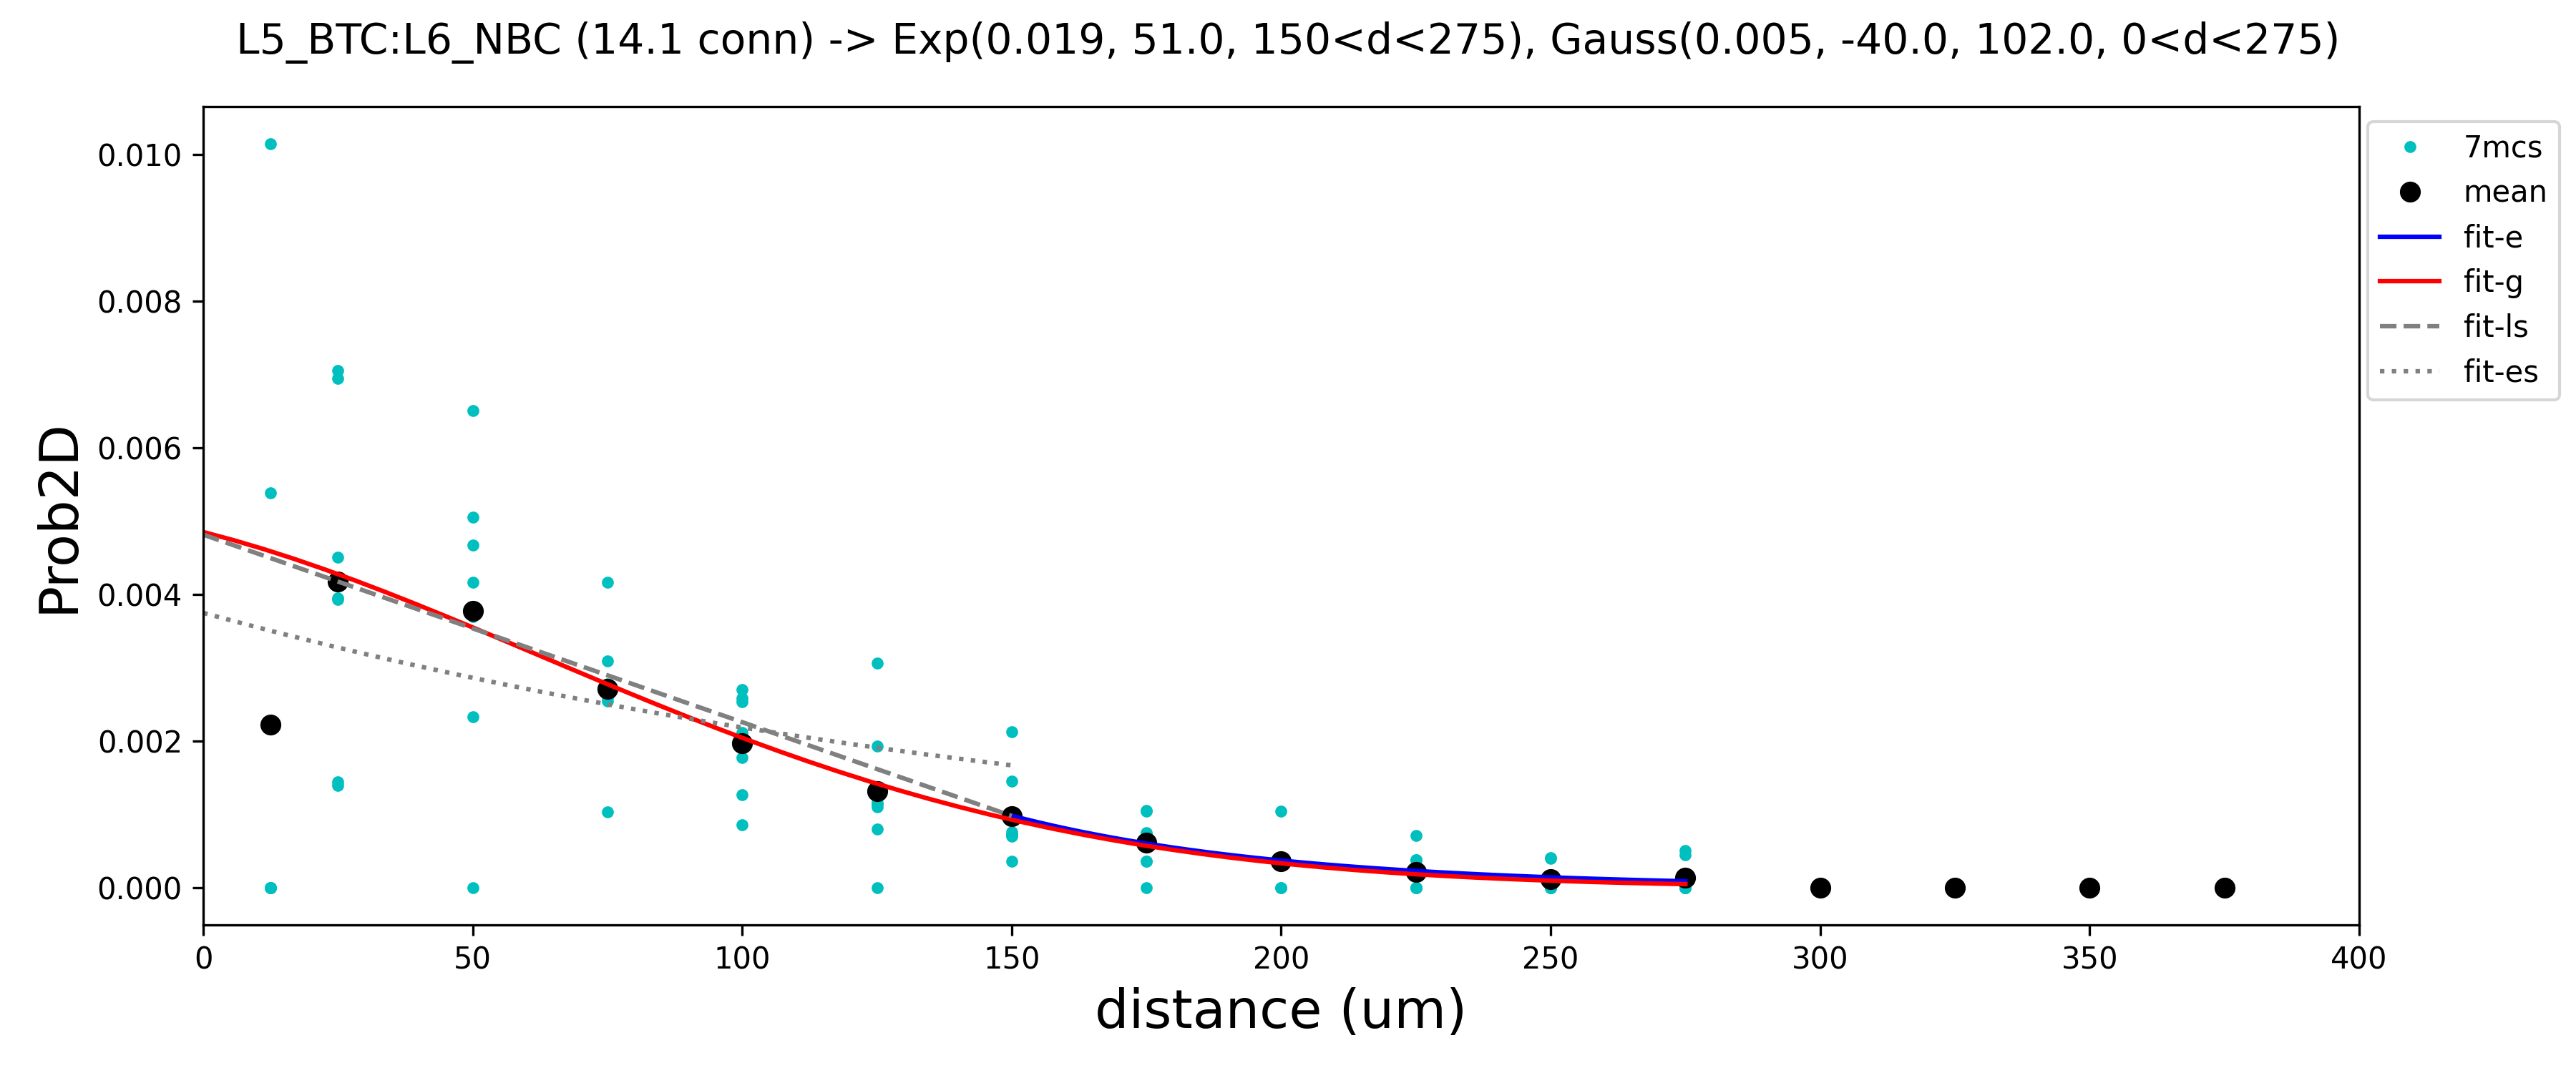 L5_BTC:L6_NBC (14.1 conn) -> Exp(0.019, 51.0, 150<d<275), Gauss(0.005, -40.0, 102.0, 0<d<275)
Prob2D
0.010
0.008
0.006
0.004
0.002
0.000
0 50 100 150 200 250 300 350 400
distance (um)
7mcs
mean
fit-e
fit-g
fit-ls
fit-es